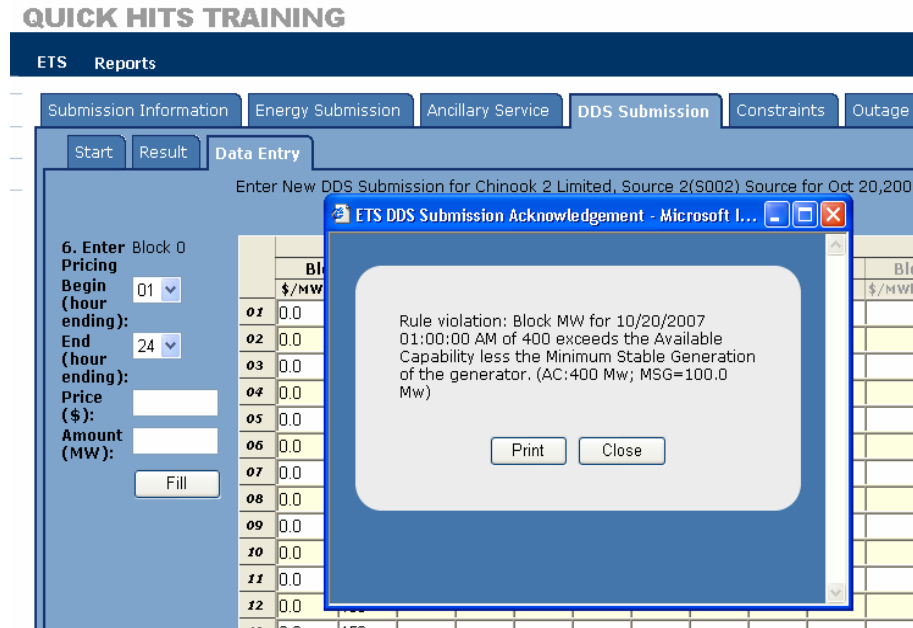 QUICK HITS TRAINING
ETS Reports
Submission Information Energy Submission Ancillary Service DDS Submission Constraints Outage
Start Result Data Entry
Enter New DDS Submission for Chinook 2 Limited, Source 2(S002) Source for Oct 20,200
ETS DDS Submission Acknowledgement - Microsoft I...
6. Enter Block 0
Pricing
Begin
(hour
ending):
01
End
(hour
ending):
24
Price
($):
Amount
(MW):
Fill
Bl
$/MW
Bl
$/MWh
01 0.0
02 0.0
03 0.0
04 0.0
05 0.0
06 0.0
07 0.0
08 0.0
09 0.0
10 0.0
11 0.0
12 0.0
Rule violation: Block MW for 10/20/2007
01:00:00 AM of 400 exceeds the Available
Capability less the Minimum Stable Generation
of the generator. (AC:400 Mw; MSG=100.0
Mw)
Print Close